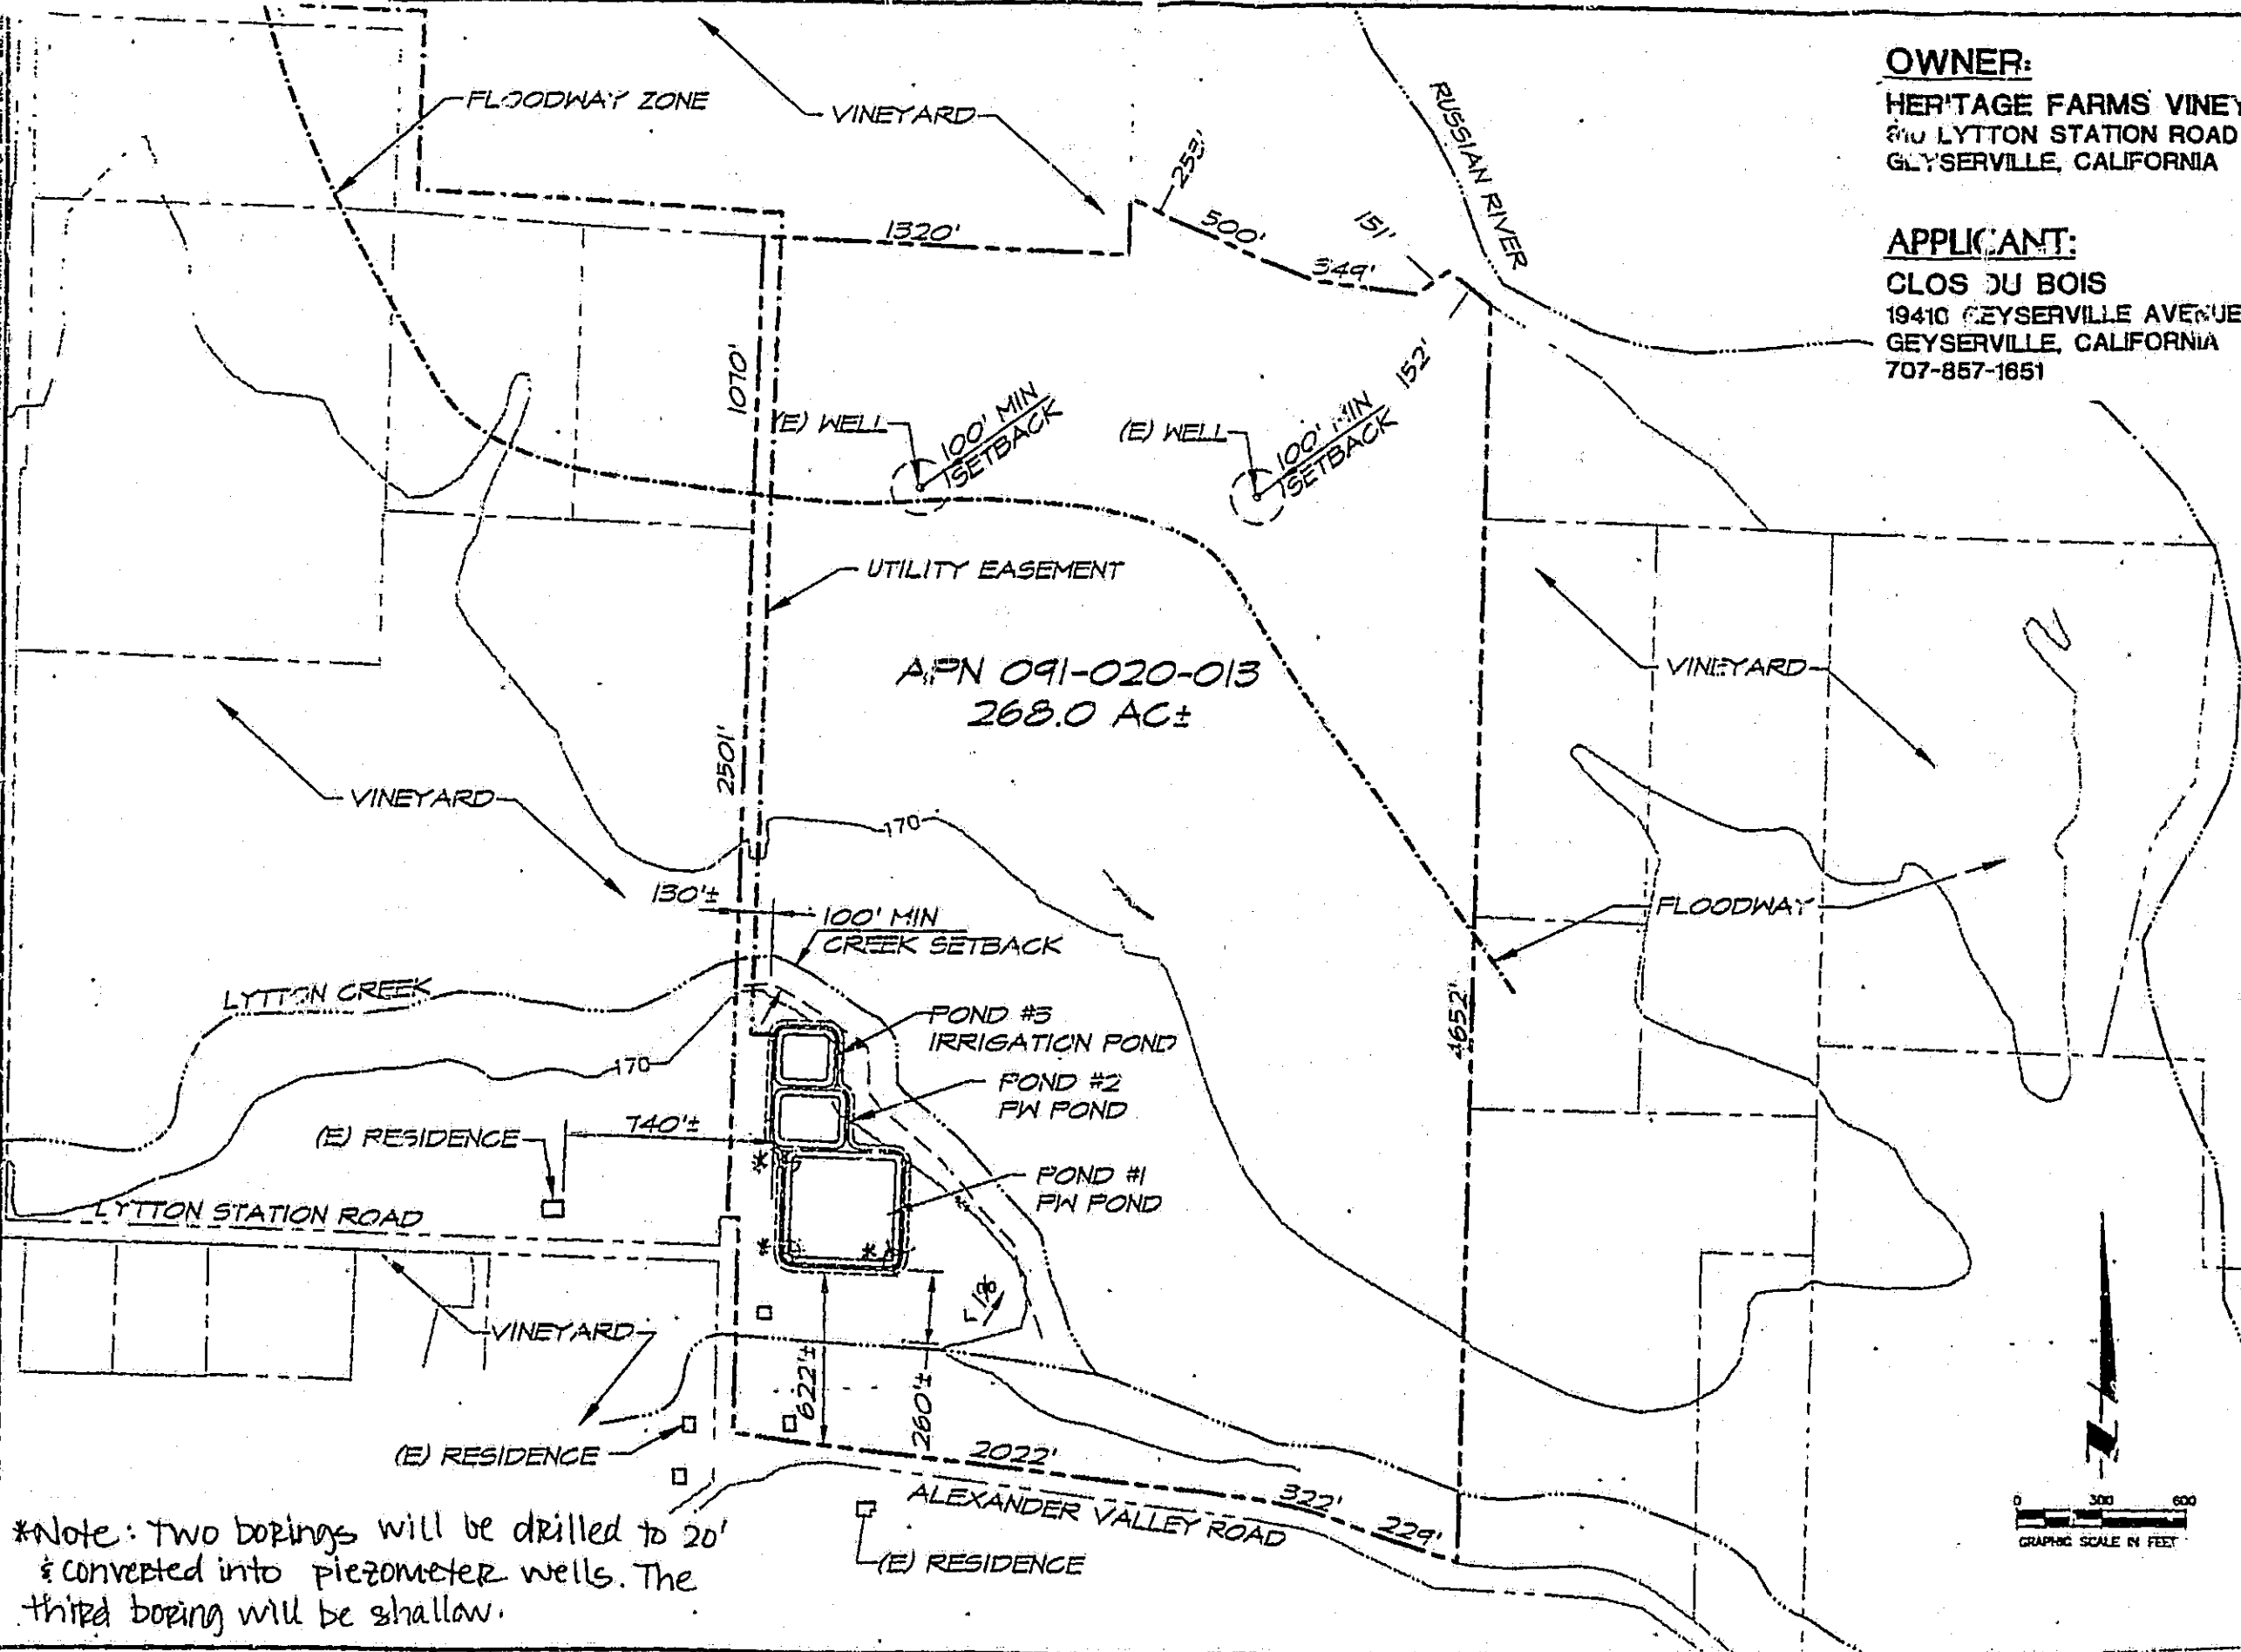 OWNER:
HERITAGE FARMS VINEY
LYTTON STATION ROAD
GEYSERVILLE, CALIFORNIA
APPLICANT:
CLOS DU BOIS
19410 GEYSERVILLE AVENUE
GEYSERVILLE, CALIFORNIA
707-857-1651
FLOODWAY ZONE
VINEYARD
RUSSIAN RIVER
253'
1320'
500'
151'
349'
1070'
152'
(E) WELL
100' MIN
SETBACK
(E) WELL
100' MIN
SETBACK
UTILITY EASEMENT
APN 091-020-013
268.0 AC±
VINEYARD
2501'
VINEYARD
170
130'±
100' MIN
CREEK SETBACK
FLOODWAY
LYTTON CREEK
4652'
POND #3
IRRIGATION POND
170
POND #2
PW POND
(E) RESIDENCE
740'±
*
POND #1
PW POND
LYTTON STATION ROAD
*
*
1%
VINEYARD
622'±
260'±
(E) RESIDENCE
2022'
322'
229'
ALEXANDER VALLEY ROAD
(E) RESIDENCE
N
0 300 600
GRAPHIC SCALE IN FEET
*Note: Two borings will be drilled to 20'
& converted into piezometer wells. The
third boring will be shallow.